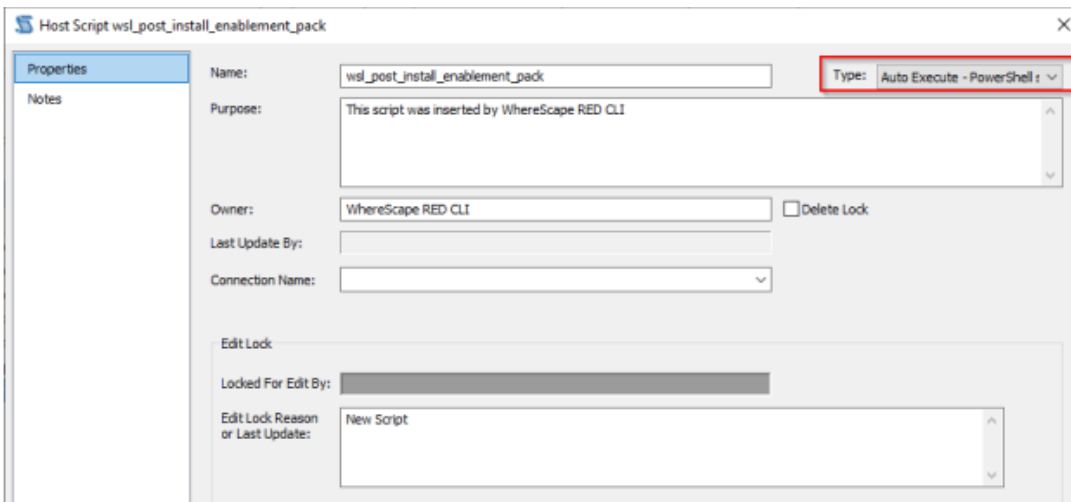 Host Script wsl_post_install_enablement_pack
Properties
Notes
Name:
wsl_post_install_enablement_pack
Type:
Auto Execute - PowerShell s
Purpose:
This script was inserted by WhereScape RED CLI
Owner:
WhereScape RED CLI
Delete Lock
Last Update By:
Connection Name:
Edit Lock
Locked For Edit By:
Edit Lock Reason
or Last Update:
New Script